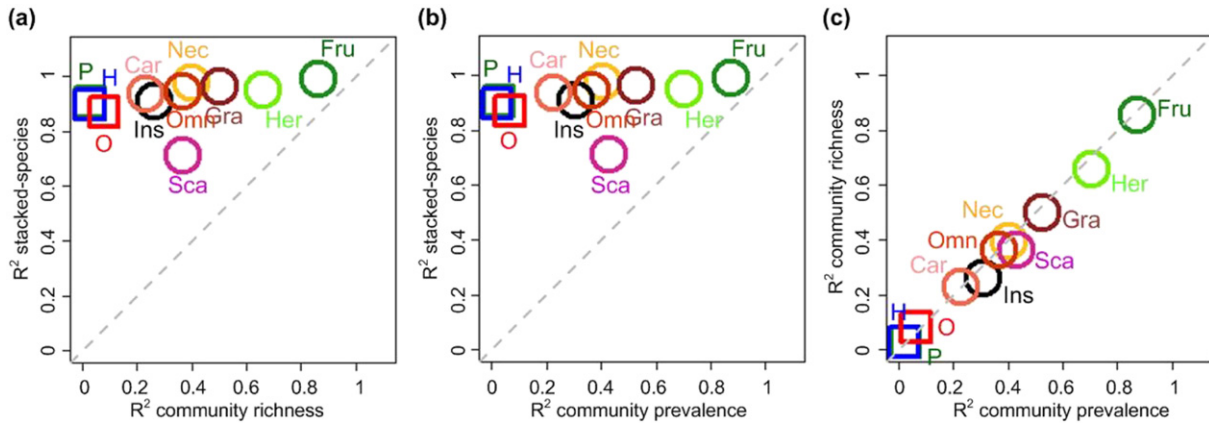 (a)
R² stacked-species
0 0.2 0.4 0.6 0.8 1
P
H
O
Car
Ins
Nec
Omn
Gra
Sca
Her
Fru
0 0.2 0.4 0.6 0.8 1
R² community richness
(b)
R² stacked-species
0 0.2 0.4 0.6 0.8 1
P
H
O
Car
Ins
Nec
Omn
Gra
Sca
Her
Fru
0 0.2 0.4 0.6 0.8 1
R² community prevalence
(c)
R² community richness
0 0.2 0.4 0.6 0.8 1
Fru
Her
Gra
Nec
Omn
Sca
Car
Ins
H
O
P
0 0.2 0.4 0.6 0.8 1
R² community prevalence